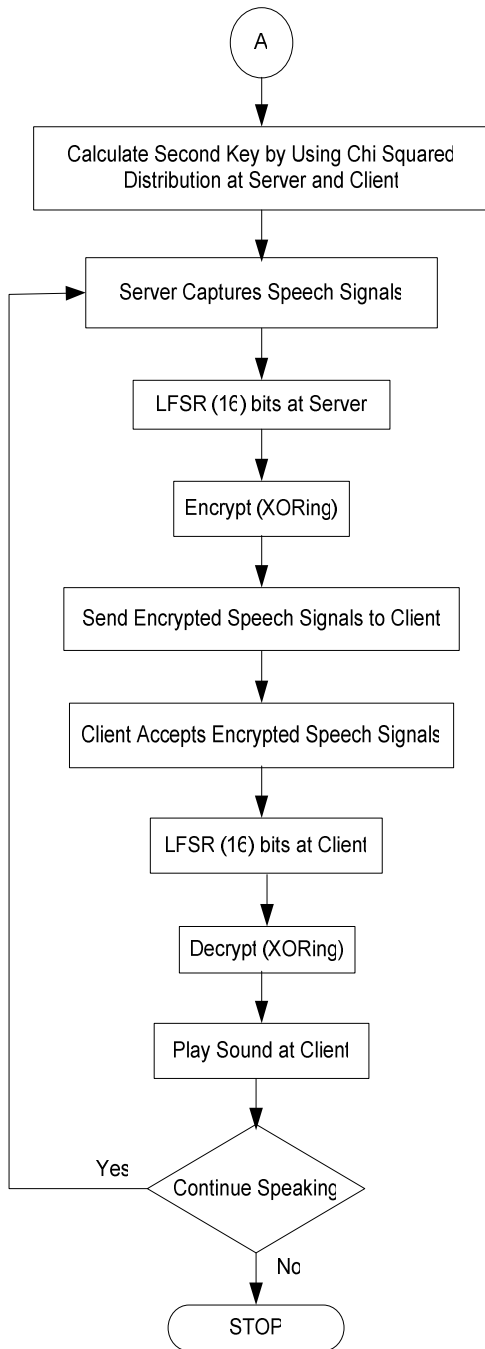 A
Calculate Second Key by Using Chi Squared
Distribution at Server and Client
Server Captures Speech Signals
LFSR (16) bits at Server
Encrypt (XORing)
Send Encrypted Speech Signals to Client
Client Accepts Encrypted Speech Signals
LFSR (16) bits at Client
Decrypt (XORing)
Play Sound at Client
Yes
Continue Speaking
No
STOP